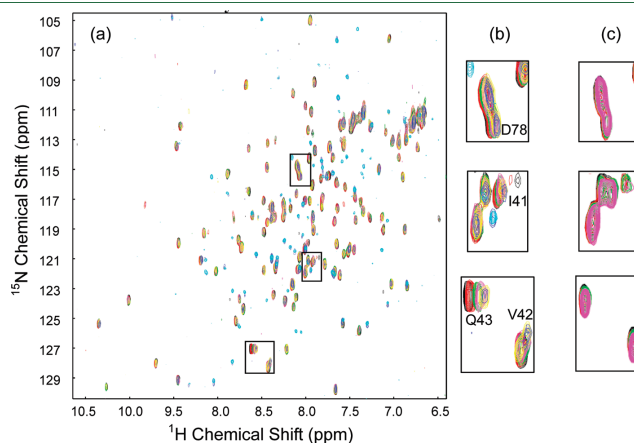 (a)
(b)
(c)
105
107
109
111
113
115
117
119
121
123
125
127
129
¹⁵N Chemical Shift (ppm)
10.5 10.0 9.5 9.0 8.5 8.0 7.5 7.0 6.5
¹H Chemical Shift (ppm)
D78
I41
V42
Q43